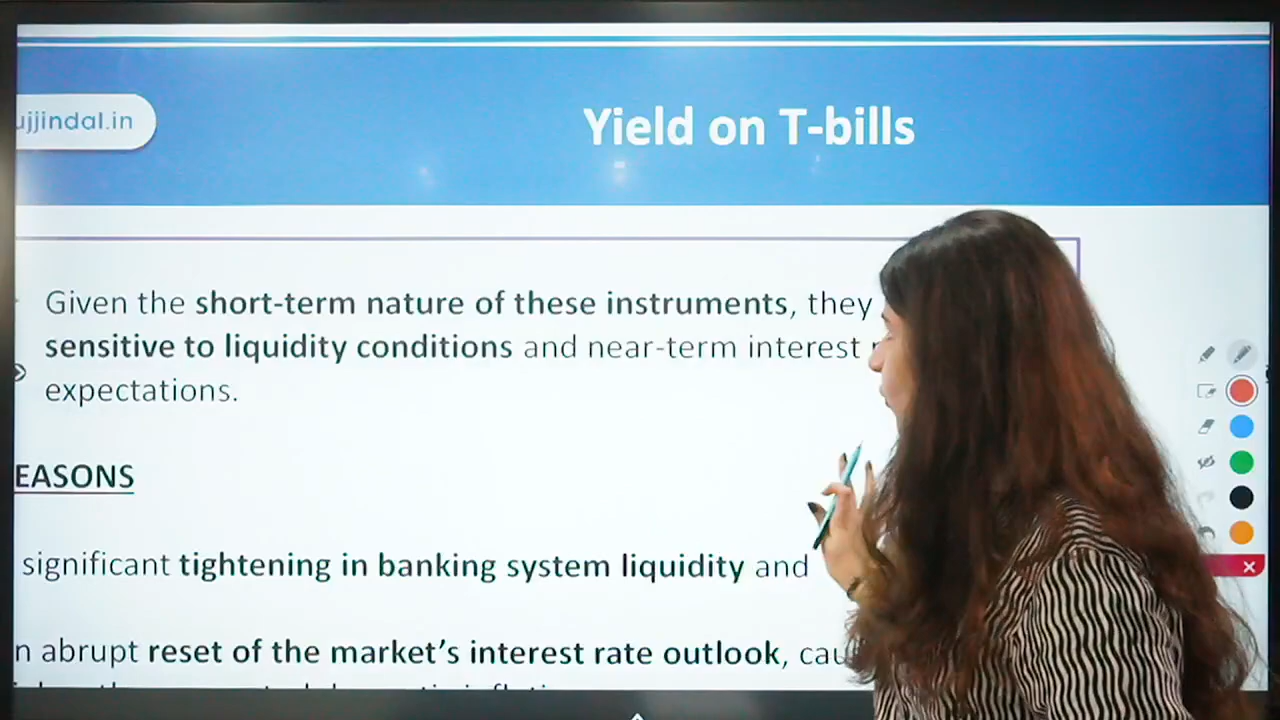 ujjindal.in
Yield on T-bills
Given the short-term nature of these instruments, they
sensitive to liquidity conditions and near-term interest
expectations.
EASONS
significant tightening in banking system liquidity and
n abrupt reset of the market's interest rate outlook, cau